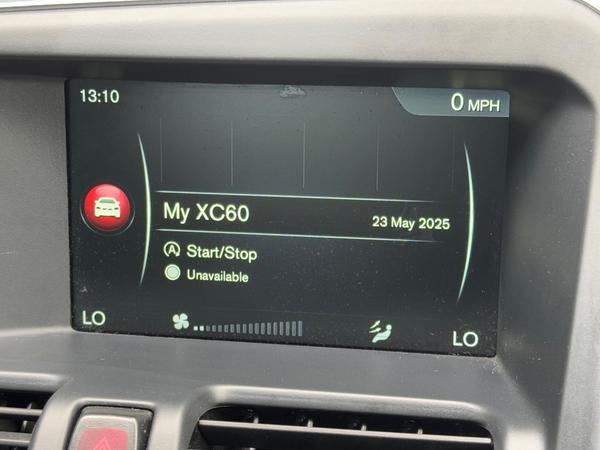 13:10
0 MPH
My XC60
23 May 2025
A Start/Stop
Unavailable
LO
LO